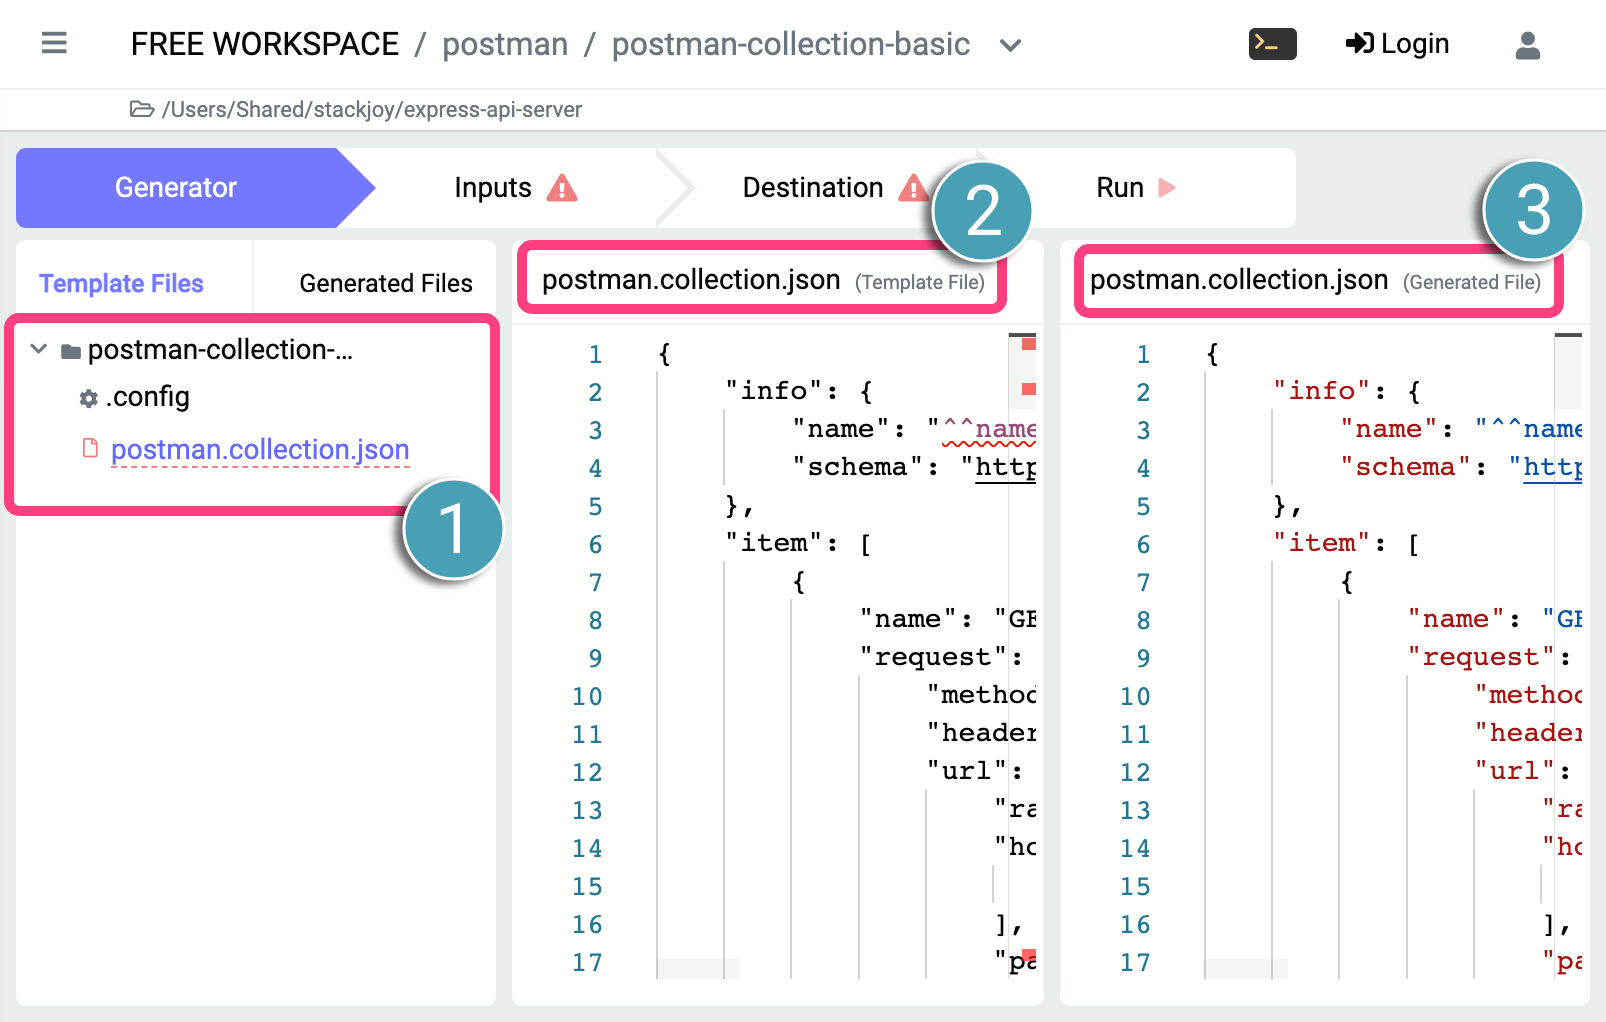 FREE WORKSPACE / postman / postman-collection-basic
Login
/Users/Shared/stackjoy/express-api-server
Generator
Inputs
Destination
Run
2
3
Template Files
Generated Files
postman-collection-...
.config
postman.collection.json
1
postman.collection.json (Template File)
1 {
2 "info": {
3 "name": "^^name
4 "schema": "http
5 },
6 "item": [
7 {
8 "name": "GE
9 "request":
10 "method
11 "header
12 "url":
13 "ra
14 "ho
15
16 ],
17 "pa
postman.collection.json (Generated File)
1 {
2 "info": {
3 "name": "^^name
4 "schema": "http
5 },
6 "item": [
7 {
8 "name": "GE
9 "request":
10 "method
11 "header
12 "url":
13 "ra
14 "ho
15
16 ],
17 "pa